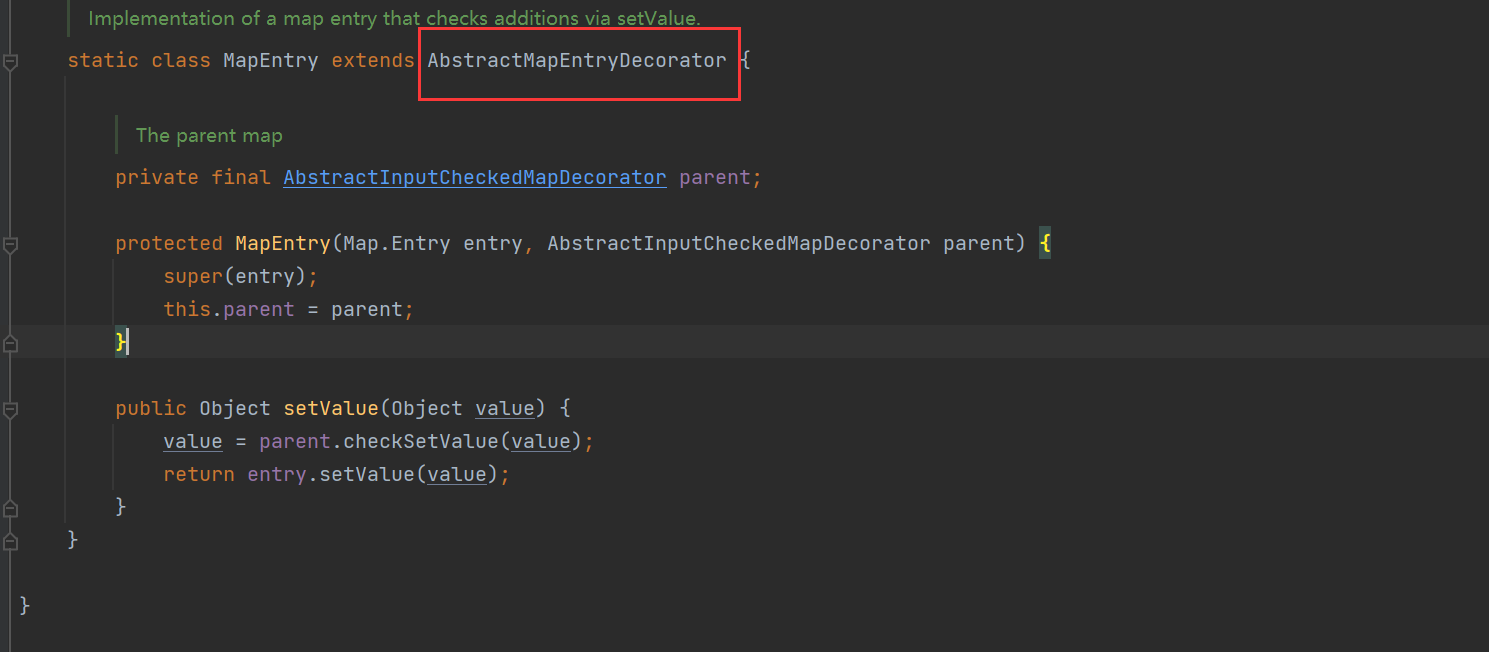 Implementation of a map entry that checks additions via setValue.
static class MapEntry extends AbstractMapEntryDecorator {
The parent map
private final AbstractInputCheckedMapDecorator parent;
protected MapEntry(Map.Entry entry, AbstractInputCheckedMapDecorator parent) {
super(entry);
this.parent = parent;
}
public Object setValue(Object value) {
value = parent.checkSetValue(value);
return entry.setValue(value);
}
}
}